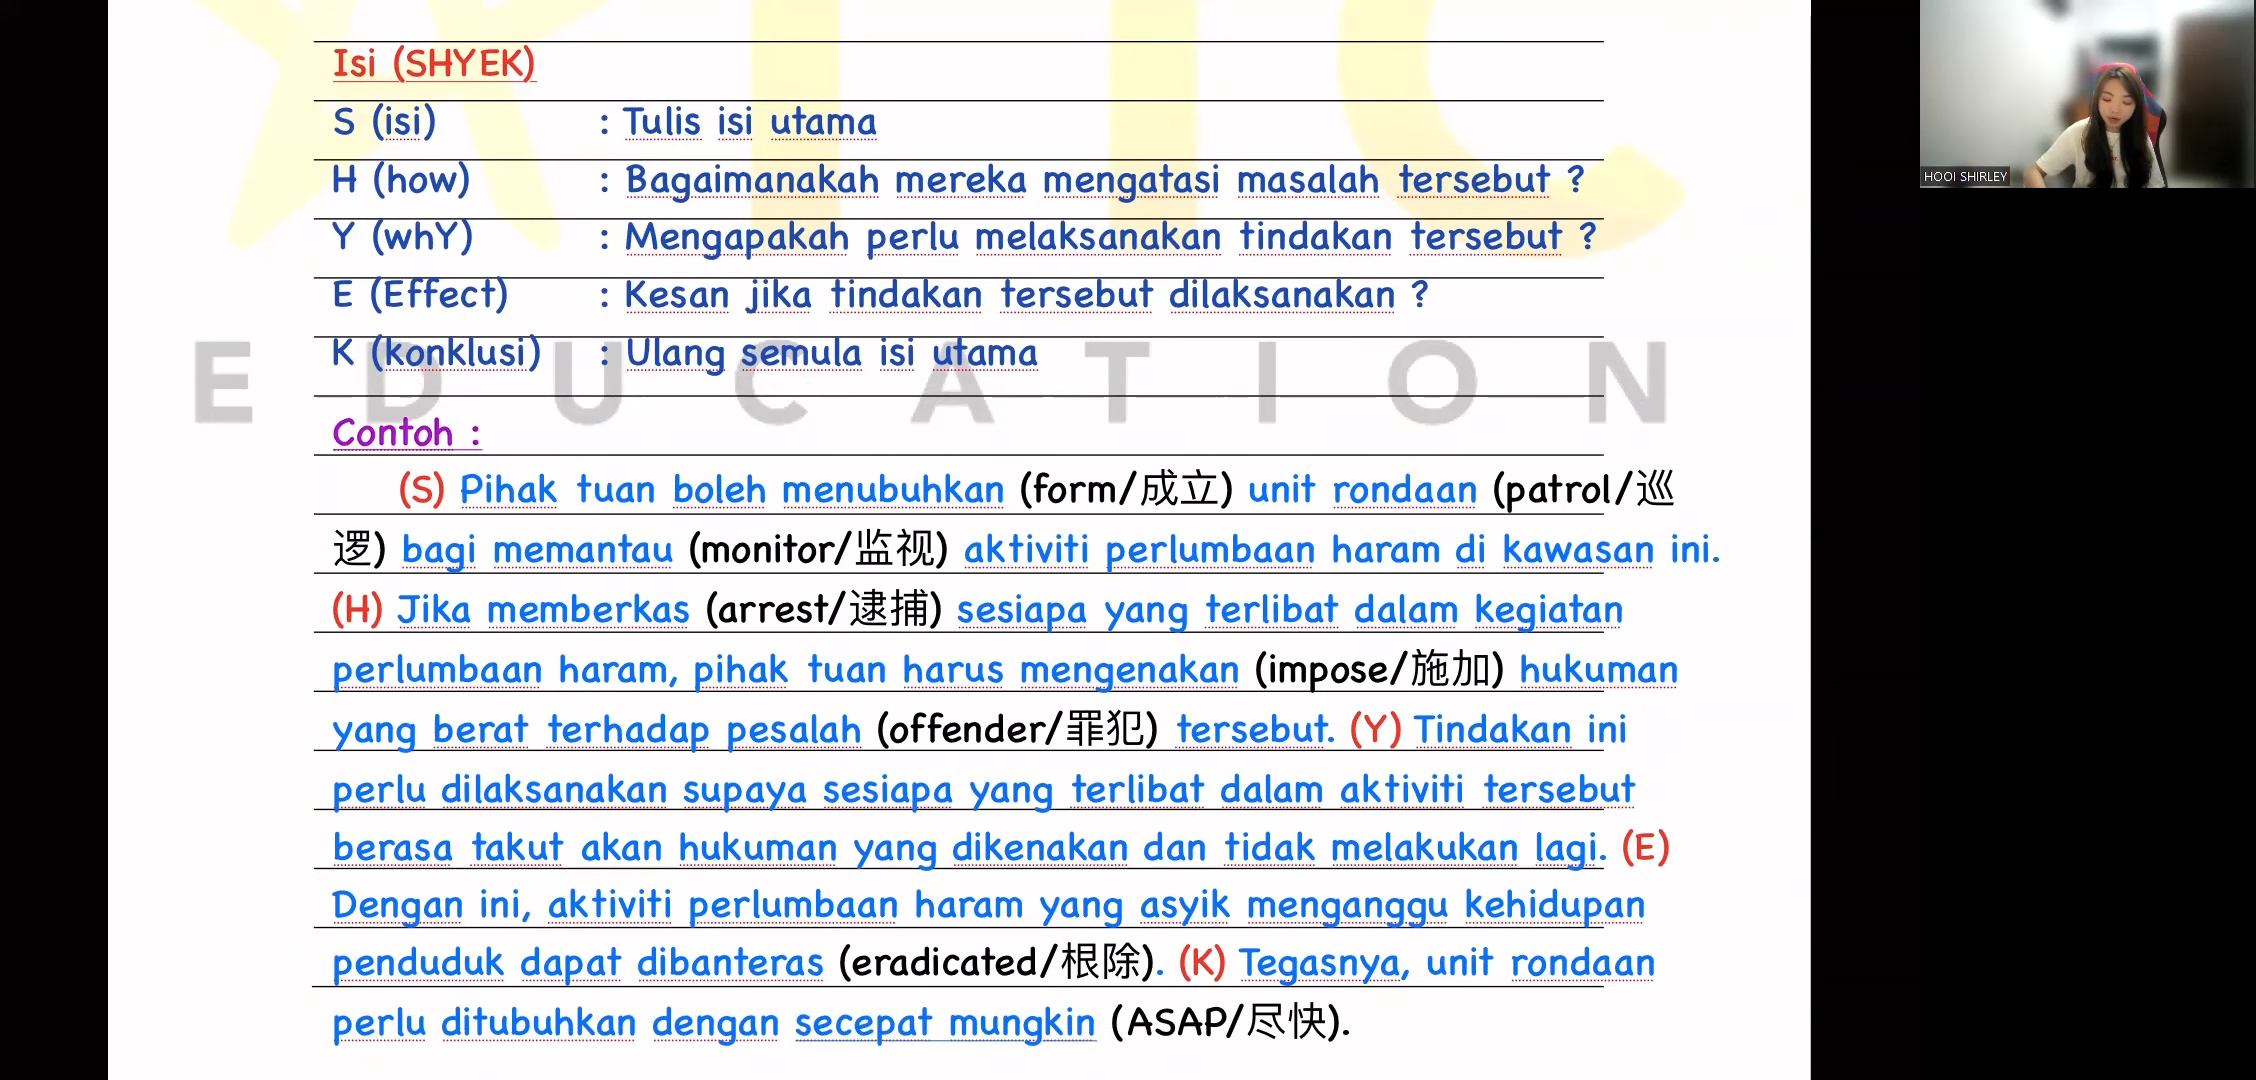 Isi (SHYEK)
S (isi) : Tulis isi utama
H (how) : Bagaimanakah mereka mengatasi masalah tersebut ?
Y (whY) : Mengapakah perlu melaksanakan tindakan tersebut ?
E (Effect) : Kesan jika tindakan tersebut dilaksanakan ?
K (konklusi) : Ulang semula isi utama
EDUCATION
Contoh :
(S) Pihak tuan boleh menubuhkan (form/成立) unit rondaan (patrol/巡
逻) bagi memantau (monitor/监视) aktiviti perlumbaan haram di kawasan ini.
(H) Jika memberkas (arrest/逮捕) sesiapa yang terlibat dalam kegiatan
perlumbaan haram, pihak tuan harus mengenakan (impose/施加) hukuman
yang berat terhadap pesalah (offender/罪犯) tersebut. (Y) Tindakan ini
perlu dilaksanakan supaya sesiapa yang terlibat dalam aktiviti tersebut
berasa takut akan hukuman yang dikenakan dan tidak melakukan lagi. (E)
Dengan ini, aktiviti perlumbaan haram yang asyik menganggu kehidupan
penduduk dapat dibanteras (eradicated/根除). (K) Tegasnya, unit rondaan
perlu ditubuhkan dengan secepat mungkin (ASAP/尽快).
HOOI SHIRLEY